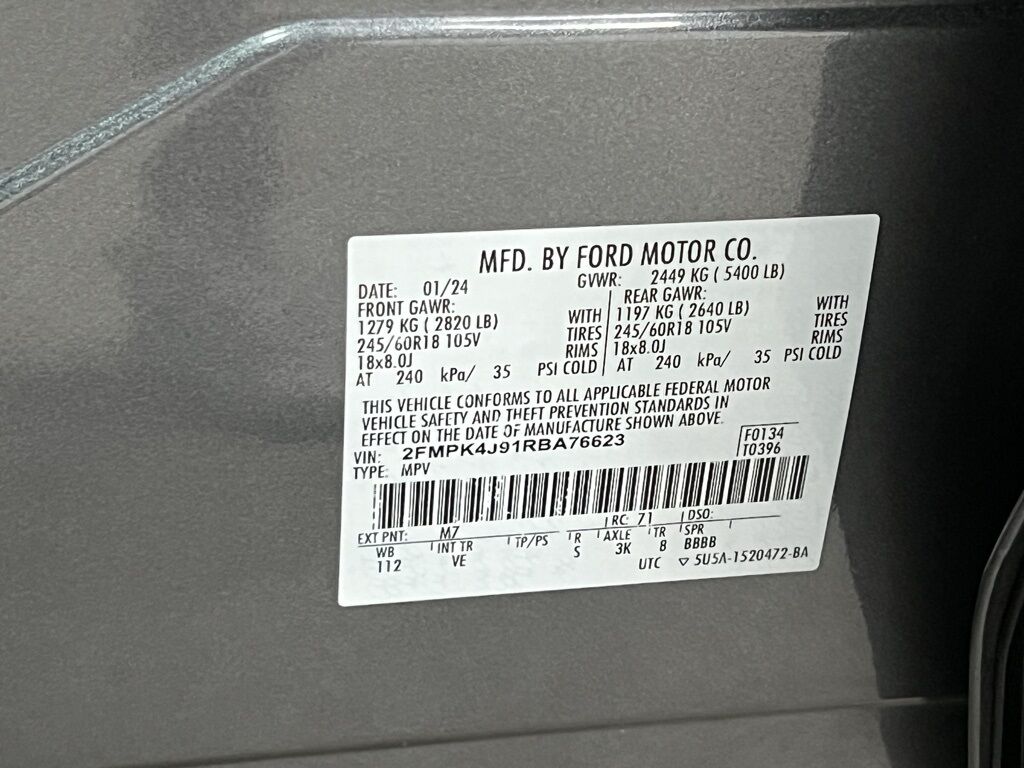 MFD. BY FORD MOTOR CO.
DATE: 01/24 GVWR: 2449 KG ( 5400 LB)
FRONT GAWR: REAR GAWR:
1279 KG ( 2820 LB) WITH 1197 KG ( 2640 LB) WITH
245/60R18 105V TIRES 245/60R18 105V TIRES
18x8.0J RIMS 18x8.0J RIMS
AT 240 kPa/ 35 PSI COLD AT 240 kPa/ 35 PSI COLD
THIS VEHICLE CONFORMS TO ALL APPLICABLE FEDERAL MOTOR
VEHICLE SAFETY AND THEFT PREVENTION STANDARDS IN
EFFECT ON THE DATE OF MANUFACTURE SHOWN ABOVE.
VIN: 2FMPK4J91RBA76623 F0134
TYPE: MPV T0396
EXT PNT: M7 RC: 71 DSO:
WB INT TR TP/PS R AXLE TR SPR
112 VE S 3K 8 BBBB
UTC ▽ 5U5A-1520472-BA